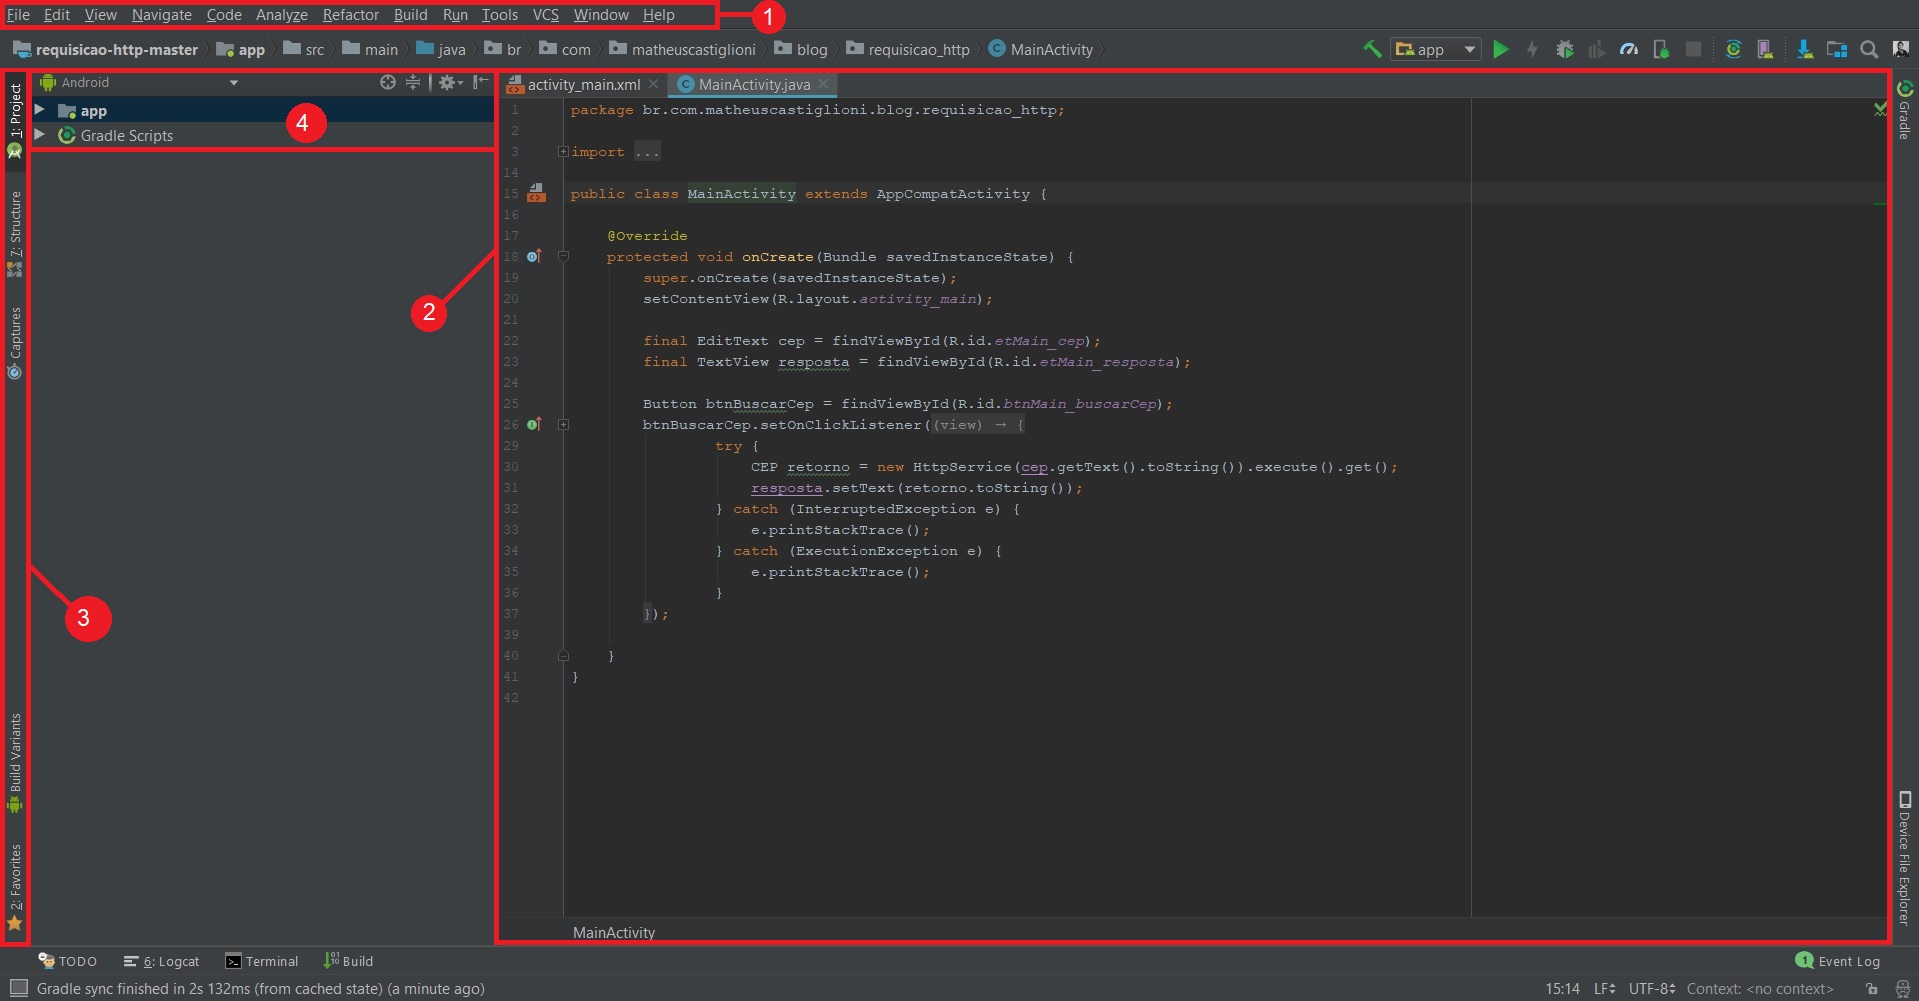 File Edit View Navigate Code Analyze Refactor Build Run Tools VCS Window Help
1
requisicao-http-master app src main java br com matheuscastiglioni blog requisicao_http MainActivity
app
1: Project
7: Structure
Captures
Build Variants
2: Favorites
Android
app
Gradle Scripts
4
2
3
activity_main.xml MainActivity.java
1 package br.com.matheuscastiglioni.blog.requisicao_http;
2
3 import ...
14
15 public class MainActivity extends AppCompatActivity {
16
17 @Override
18 protected void onCreate(Bundle savedInstanceState) {
19 super.onCreate(savedInstanceState);
20 setContentView(R.layout.activity_main);
21
22 final EditText cep = findViewById(R.id.etMain_cep);
23 final TextView resposta = findViewById(R.id.etMain_resposta);
24
25 Button btnBuscarCep = findViewById(R.id.btnMain_buscarCep);
26 btnBuscarCep.setOnClickListener((view) → {
29 try {
30 CEP retorno = new HttpService(cep.getText().toString()).execute().get();
31 resposta.setText(retorno.toString());
32 } catch (InterruptedException e) {
33 e.printStackTrace();
34 } catch (ExecutionException e) {
35 e.printStackTrace();
36 }
37 });
39
40 }
41 }
42
MainActivity
Gradle
Device File Explorer
TODO 6: Logcat Terminal Build
1 Event Log
Gradle sync finished in 2s 132ms (from cached state) (a minute ago)
15:14 LF UTF-8 Context: <no context>